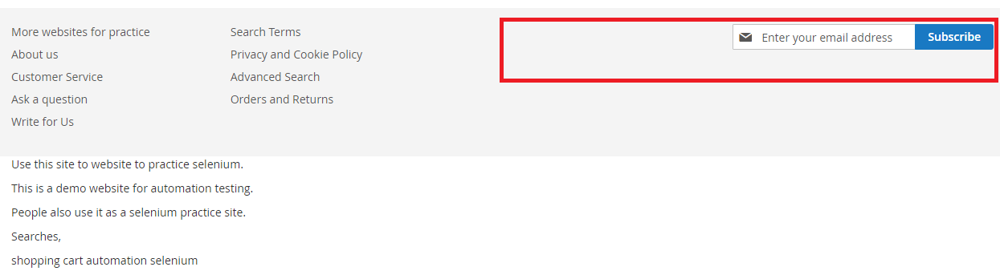 More websites for practice
About us
Customer Service
Ask a question
Write for Us
Search Terms
Privacy and Cookie Policy
Advanced Search
Orders and Returns
Enter your email address
Subscribe
Use this site to website to practice selenium.
This is a demo website for automation testing.
People also use it as a selenium practice site.
Searches,
shopping cart automation selenium